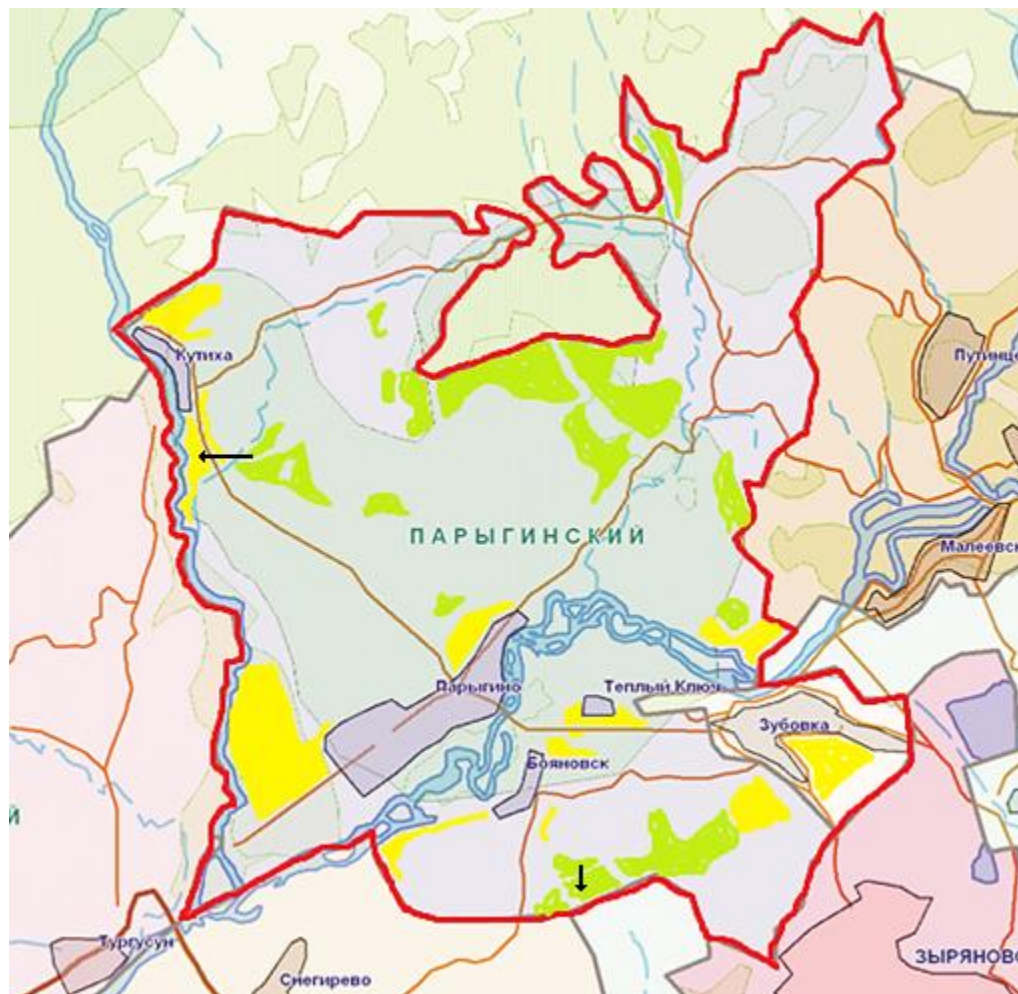 Кутиха
Путинце
ПАРЫГИНСКИЙ
Малеевск
Парыгино
Теплый Ключ
Зубовка
Бояновск
Й
Тургусун
Снегирево
ЗЫРЯНОВС